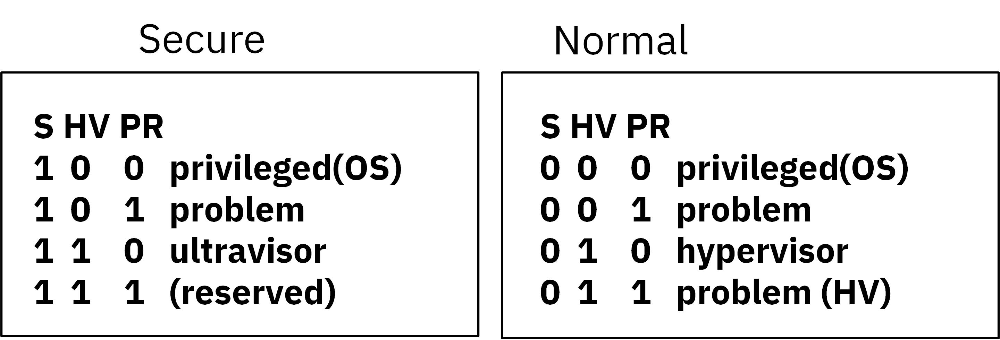 Secure
S HV PR
1 0 0 privileged(OS)
1 0 1 problem
1 1 0 ultravisor
1 1 1 (reserved)
Normal
S HV PR
0 0 0 privileged(OS)
0 0 1 problem
0 1 0 hypervisor
0 1 1 problem (HV)